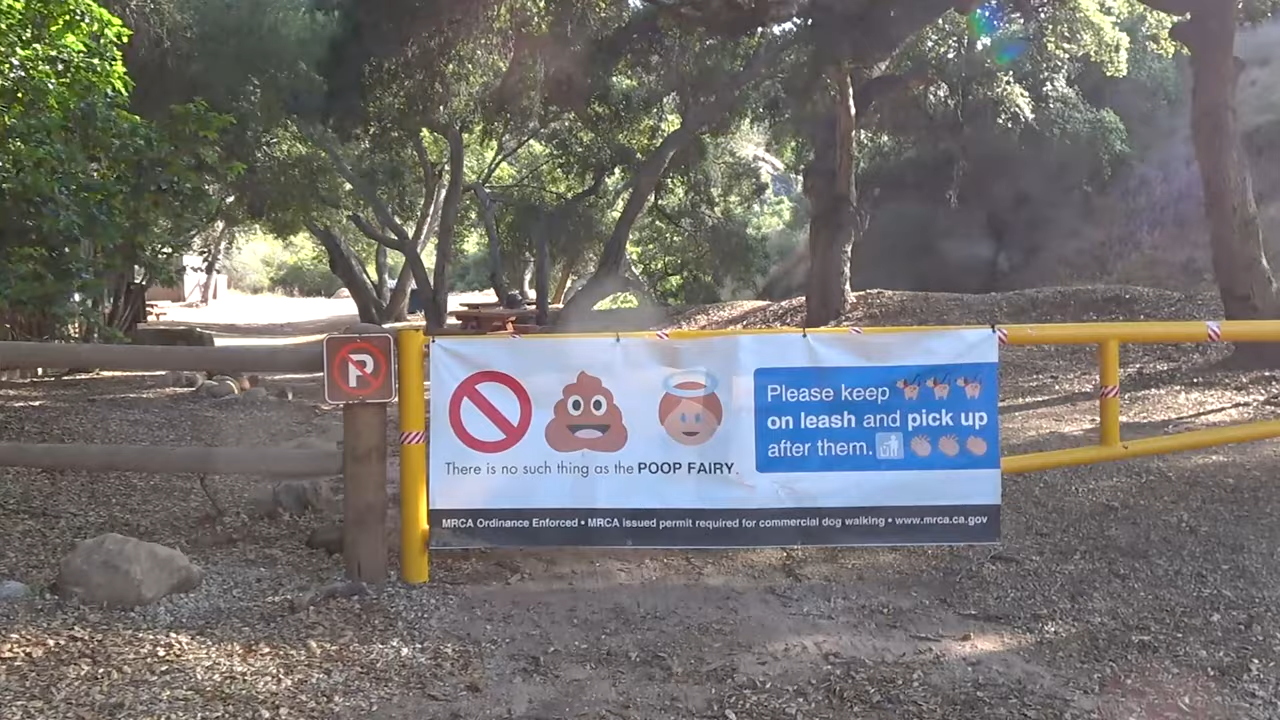 P
There is no such thing as the POOP FAIRY.
Please keep
on leash and pick up
after them.
MRCA Ordinance Enforced • MRCA issued permit required for commercial dog walking • www.mrca.ca.gov